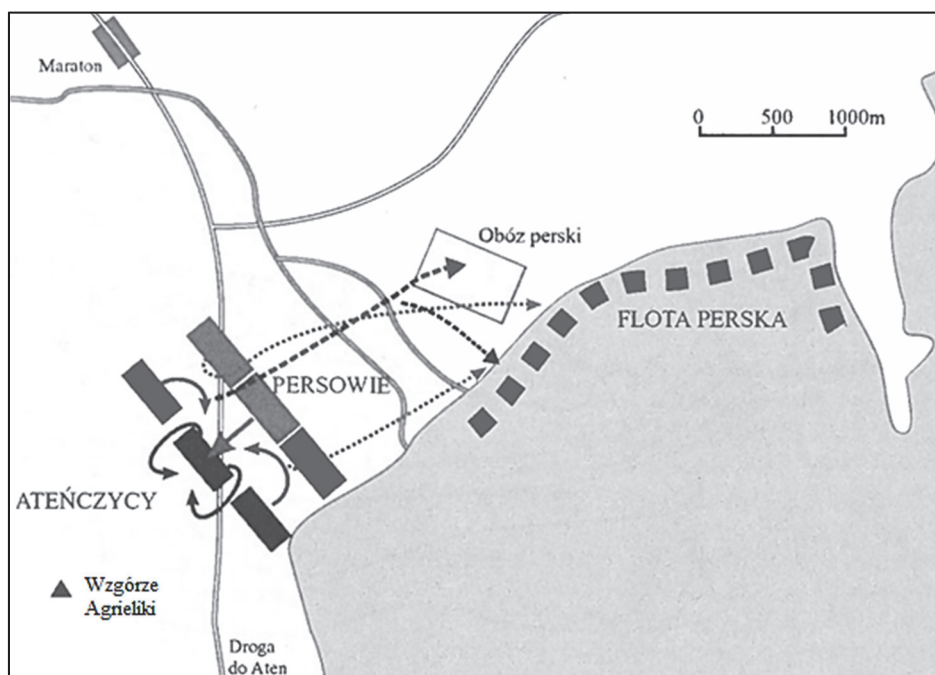 Maraton
0 500 1000m
Obóz perski
FLOTA PERSKA
PERSOWIE
ATEŃCZYCY
Wzgórze
Agrieliki
Droga
do Aten